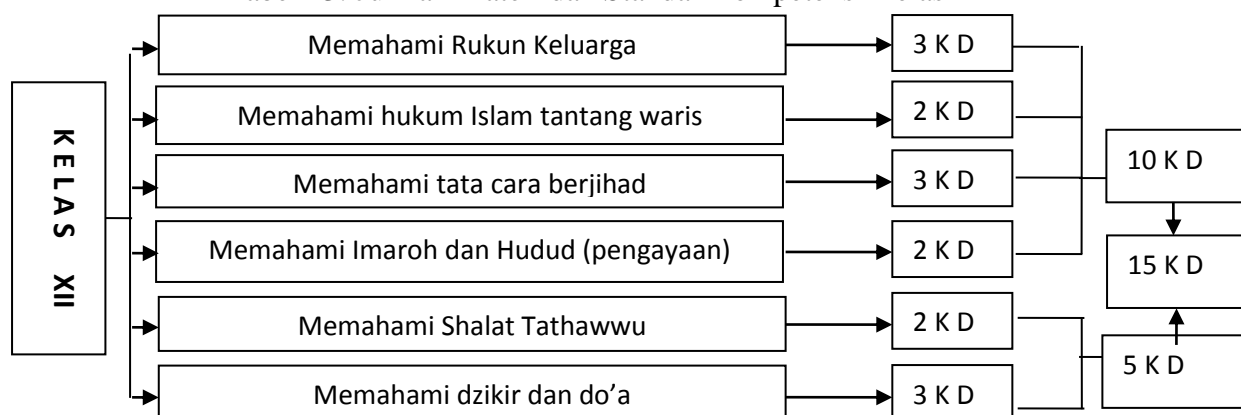 Memahami Rukun Keluarga
3 K D
Memahami hukum Islam tantang waris
2 K D
KELAS XII
Memahami tata cara berjihad
3 K D
10 K D
Memahami Imaroh dan Hudud (pengayaan)
2 K D
15 K D
Memahami Shalat Tathawwu
2 K D
5 K D
Memahami dzikir dan do’a
3 K D